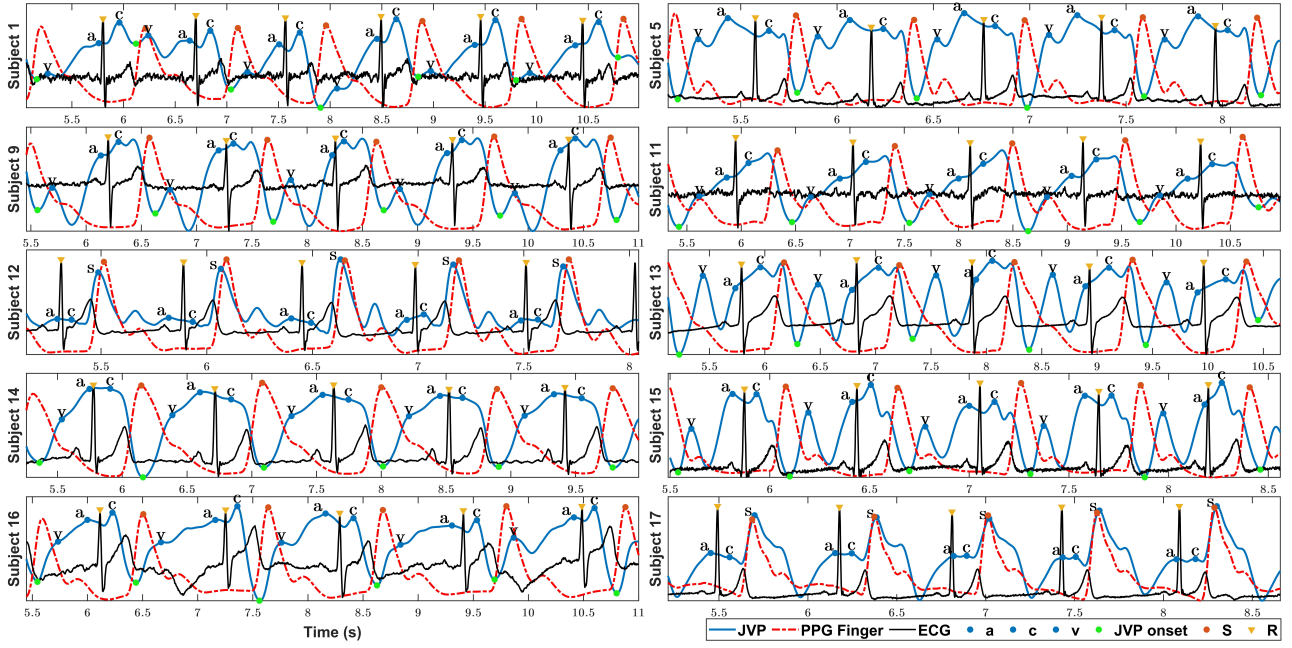 Subject 1
v a c v a c v a c v a c v a c v a c
5.5 6 6.5 7 7.5 8 8.5 9 9.5 10 10.5
Subject 5
v a c v a c v a c v a c v a c
5.5 6 6.5 7 7.5 8
Subject 9
v a c v a c v a c v a c v a c
5.5 6 6.5 7 7.5 8 8.5 9 9.5 10 10.5 11
Subject 11
v a c v a c v a c v a c v a c
5.5 6 6.5 7 7.5 8 8.5 9 9.5 10 10.5
Subject 12
a c s a c s a c s a c s a c s
5.5 6 6.5 7 7.5 8
Subject 13
v a c v a c v a c v a c v a c
5.5 6 6.5 7 7.5 8 8.5 9 9.5 10 10.5
Subject 14
v a c v a c v a c v a c v a c
5.5 6 6.5 7 7.5 8 8.5 9 9.5
Subject 15
v a c v a c v a c v a c v a c
5.5 6 6.5 7 7.5 8 8.5
Subject 16
v a c v a c v a c v a c v a c
5.5 6 6.5 7 7.5 8 8.5 9 9.5 10 10.5 11
Time (s)
Subject 17
a c s a c s a c s a c s a c s
5.5 6 6.5 7 7.5 8 8.5
JVP PPG Finger ECG a c v JVP onset S R